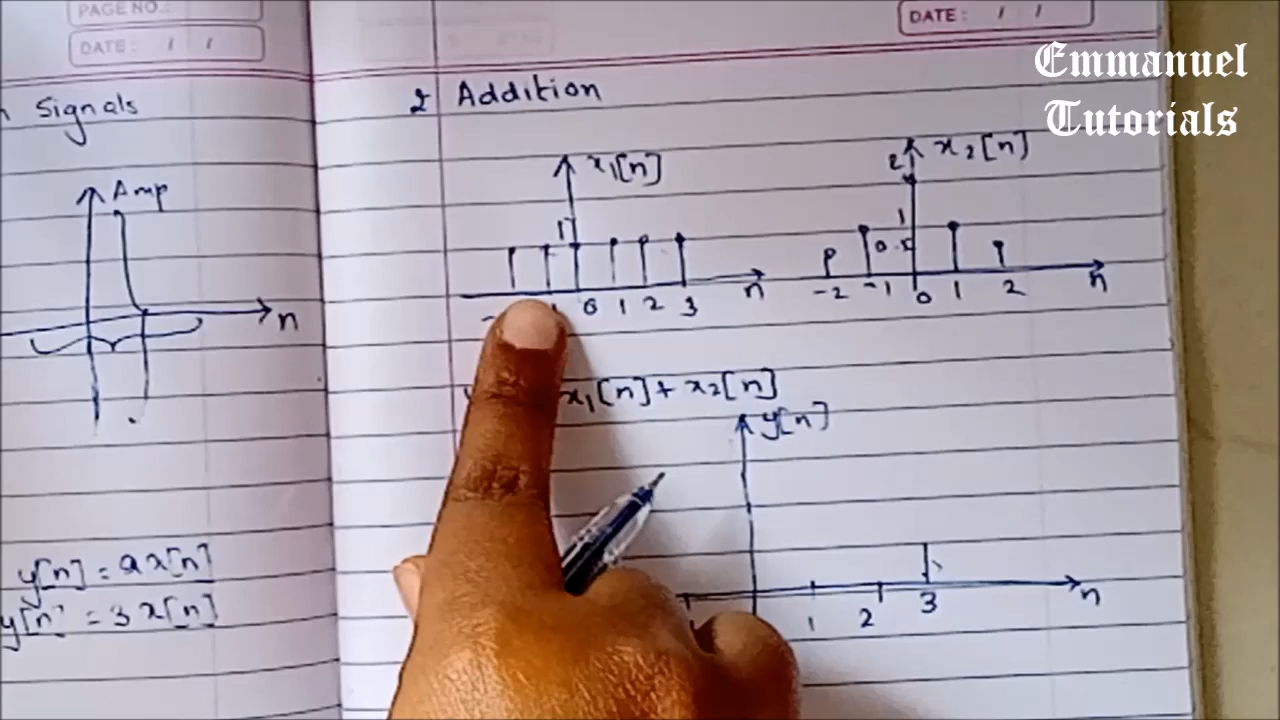 PAGE NO.:
DATE: / /
DATE: / /
Emmanuel
Tutorials
Signals
2 Addition
Amp
n
x₁[n]
1
0 1 2 3 n
x₂[n]
2
1
0.5
-2 -1 0 1 2 n
x₁[n] + x₂[n]
y[n]
1 2 3 n
y[n] = a x[n]
y[n] = 3 x[n]